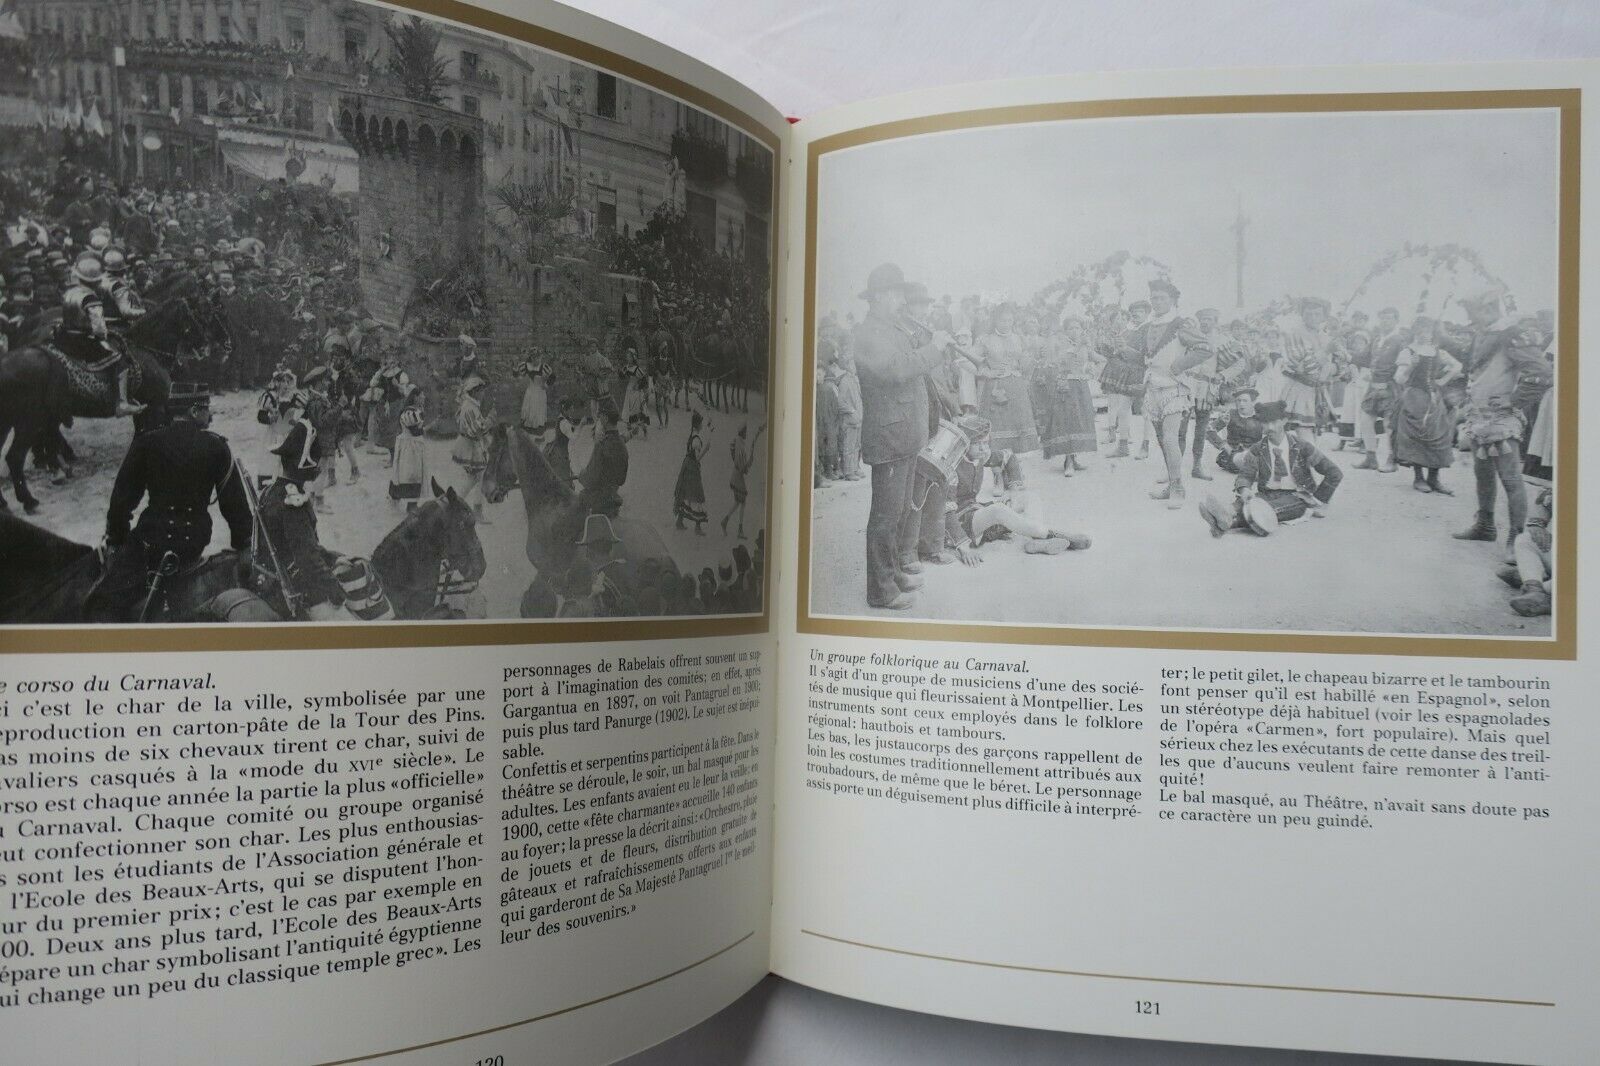 corso du Carnaval.
c'est le char de la ville, symbolisée par une
reproduction en carton-pâte de la Tour des Pins.
moins de six chevaux tirent ce char, suivi de
cavaliers casqués à la «mode du XVIe siècle». Le
corso est chaque année la partie la plus «officielle»
Carnaval. Chaque comité ou groupe organisé
confectionner son char. Les plus enthousias-
sont les étudiants de l'Association générale et
l'Ecole des Beaux-Arts, qui se disputent l'hon-
du premier prix; c'est le cas par exemple en
Deux ans plus tard, l'Ecole des Beaux-Arts
un char symbolisant l'antiquité égyptienne
change un peu du classique temple grec». Les
personnages de Rabelais offrent souvent un sup-
port à l'imagination des comités; en effet, après
Gargantua en 1897, on voit Pantagruel en 1900;
puis plus tard Panurge (1902). Le sujet est inépui-
sable.
Confettis et serpentins participent à la fête. Dans le
théâtre se déroule, le soir, un bal masqué pour les
adultes. Les enfants avaient eu le leur la veille; en
1900, cette «fête charmante» accueille 140 enfants
au foyer; la presse la décrit ainsi: «Orchestre, pluie
de jouets et de fleurs, distribution gratuite de
gâteaux et rafraîchissements offerts aux enfants
qui garderont de Sa Majesté Pantagruel Ier le meil-
leur des souvenirs.»
120
Un groupe folklorique au Carnaval.
Il s'agit d'un groupe de musiciens d'une des socié-
tés de musique qui fleurissaient à Montpellier. Les
instruments sont ceux employés dans le folklore
régional: hautbois et tambours.
Les bas, les justaucorps des garçons rappellent de
loin les costumes traditionnellement attribués aux
troubadours, de même que le béret. Le personnage
assis porte un déguisement plus difficile à interpré-
ter; le petit gilet, le chapeau bizarre et le tambourin
font penser qu'il est habillé «en Espagnol», selon
un stéréotype déjà habituel (voir les espagnolades
de l'opéra «Carmen», fort populaire). Mais quel
sérieux chez les exécutants de cette danse des treil-
les que d'aucuns veulent faire remonter à l'anti-
quité!
Le bal masqué, au Théâtre, n'avait sans doute pas
ce caractère un peu guindé.
121